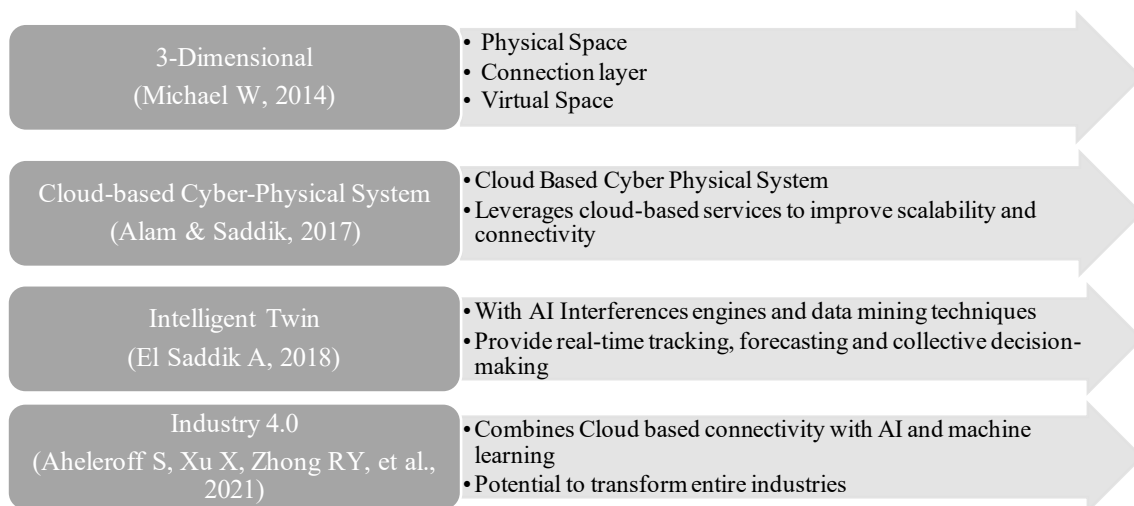 3-Dimensional
(Michael W, 2014)
• Physical Space
• Connection layer
• Virtual Space
Cloud-based Cyber-Physical System
(Alam & Saddik, 2017)
• Cloud Based Cyber Physical System
• Leverages cloud-based services to improve scalability and
connectivity
Intelligent Twin
(El Saddik A, 2018)
• With AI Interferences engines and data mining techniques
• Provide real-time tracking, forecasting and collective decision-
making
Industry 4.0
(Aheleroff S, Xu X, Zhong RY, et al.,
2021)
• Combines Cloud based connectivity with AI and machine
learning
• Potential to transform entire industries